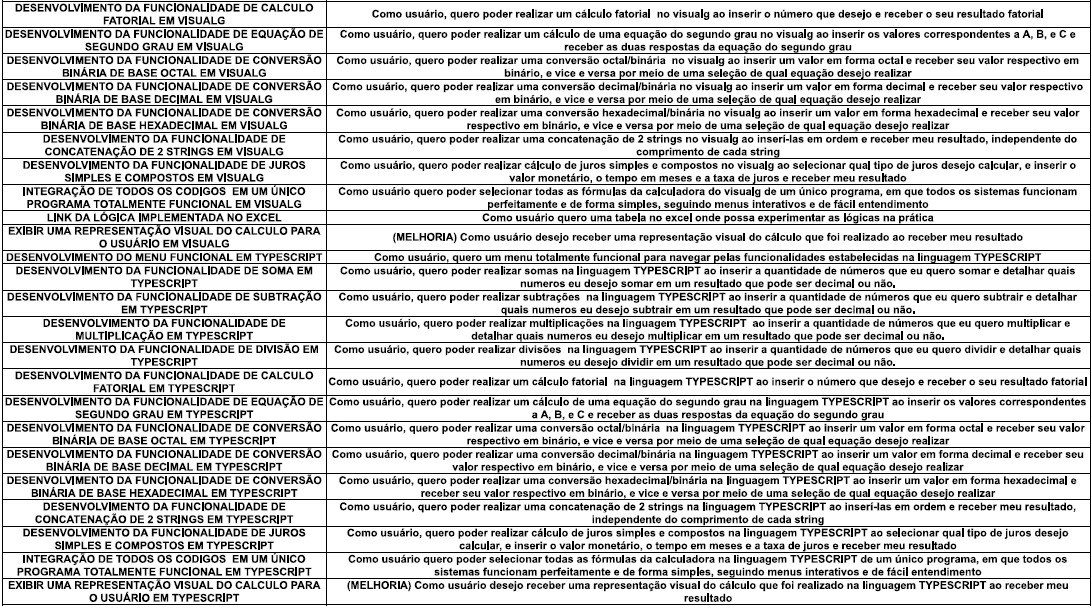 DESENVOLVIMENTO DA FUNCIONALIDADE DE CALCULO
FATORIAL EM VISUALG
Como usuário, quero poder realizar um cálculo fatorial no visualg ao inserir o número que desejo e receber o seu resultado fatorial
DESENVOLVIMENTO DA FUNCIONALIDADE DE EQUAÇÃO DE
SEGUNDO GRAU EM VISUALG
Como usuário, quero poder realizar um cálculo de uma equação do segundo grau no visualg ao inserir os valores correspondentes a A, B, e C e
receber as duas respostas da equação do segundo grau
DESENVOLVIMENTO DA FUNCIONALIDADE DE CONVERSÃO
BINÁRIA DE BASE OCTAL EM VISUALG
Como usuário, quero poder realizar uma conversão octal/binária no visualg ao inserir um valor em forma octal e receber seu valor respectivo em
binário, e vice e versa por meio de uma seleção de qual equação desejo realizar
DESENVOLVIMENTO DA FUNCIONALIDADE DE CONVERSÃO
BINÁRIA DE BASE DECIMAL EM VISUALG
Como usuário, quero poder realizar uma conversão decimal/binária no visualg ao inserir um valor em forma decimal e receber seu valor respectivo
em binário, e vice e versa por meio de uma seleção de qual equação desejo realizar
DESENVOLVIMENTO DA FUNCIONALIDADE DE CONVERSÃO
BINÁRIA DE BASE HEXADECIMAL EM VISUALG
Como usuário, quero poder realizar uma conversão hexadecimal/binária no visualg ao inserir um valor em forma hexadecimal e receber seu valor
respectivo em binário, e vice e versa por meio de uma seleção de qual equação desejo realizar
DESENVOLVIMENTO DA FUNCIONALIDADE DE
CONCATENAÇÃO DE 2 STRINGS EM VISUALG
Como usuário, quero poder realizar uma concatenação de 2 strings no visualg ao inserí-las em ordem e receber meu resultado, independente do
comprimento de cada string
DESENVOLVIMENTO DA FUNCIONALIDADE DE JUROS
SIMPLES E COMPOSTOS EM VISUALG
Como usuário, quero poder realizar cálculo de juros simples e compostos no visualg ao selecionar qual tipo de juros desejo calcular, e inserir o
valor monetário, o tempo em meses e a taxa de juros e receber meu resultado
INTEGRAÇÃO DE TODOS OS CODIGOS EM UM ÚNICO
PROGRAMA TOTALMENTE FUNCIONAL EM VISUALG
Como usuário quero poder selecionar todas as fórmulas da calculadora do visualg de um único programa, em que todos os sistemas funcionam
perfeitamente e de forma simples, seguindo menus interativos e de fácil entendimento
LINK DA LÓGICA IMPLEMENTADA NO EXCEL
Como usuário quero uma tabela no excel onde possa experimentar as lógicas na prática
EXIBIR UMA REPRESENTAÇÃO VISUAL DO CALCULO PARA
O USUÁRIO EM VISUALG
(MELHORIA) Como usuário desejo receber uma representação visual do cálculo que foi realizado ao receber meu resultado
DESENVOLVIMENTO DO MENU FUNCIONAL EM TYPESCRIPT
Como usuário, quero um menu totalmente funcional para navegar pelas funcionalidades estabelecidas na linguagem TYPESCRIPT
DESENVOLVIMENTO DA FUNCIONALIDADE DE SOMA EM
TYPESCRIPT
Como usuário, quero poder realizar somas na linguagem TYPESCRIPT ao inserir a quantidade de números que eu quero somar e detalhar quais
numeros eu desejo somar em um resultado que pode ser decimal ou não.
DESENVOLVIMENTO DA FUNCIONALIDADE DE SUBTRAÇÃO
EM TYPESCRIPT
Como usuário, quero poder realizar subtrações na linguagem TYPESCRIPT ao inserir a quantidade de números que eu quero subtrair e detalhar
quais numeros eu desejo subtrair em um resultado que pode ser decimal ou não.
DESENVOLVIMENTO DA FUNCIONALIDADE DE
MULTIPLICAÇÃO EM TYPESCRIPT
Como usuário, quero poder realizar multiplicações na linguagem TYPESCRIPT ao inserir a quantidade de números que eu quero multiplicar e
detalhar quais numeros eu desejo multiplicar em um resultado que pode ser decimal ou não.
DESENVOLVIMENTO DA FUNCIONALIDADE DE DIVISÃO EM
TYPESCRIPT
Como usuário, quero poder realizar divisões na linguagem TYPESCRIPT ao inserir a quantidade de números que eu quero dividir e detalhar quais
numeros eu desejo dividir em um resultado que pode ser decimal ou não.
DESENVOLVIMENTO DA FUNCIONALIDADE DE CALCULO
FATORIAL EM TYPESCRIPT
Como usuário, quero poder realizar um cálculo fatorial na linguagem TYPESCRIPT ao inserir o número que desejo e receber o seu resultado fatorial
DESENVOLVIMENTO DA FUNCIONALIDADE DE EQUAÇÃO DE
SEGUNDO GRAU EM TYPESCRIPT
Como usuário, quero poder realizar um cálculo de uma equação do segundo grau na linguagem TYPESCRIPT ao inserir os valores correspondentes
a A, B, e C e receber as duas respostas da equação do segundo grau
DESENVOLVIMENTO DA FUNCIONALIDADE DE CONVERSÃO
BINÁRIA DE BASE OCTAL EM TYPESCRIPT
Como usuário, quero poder realizar uma conversão octal/binária na linguagem TYPESCRIPT ao inserir um valor em forma octal e receber seu valor
respectivo em binário, e vice e versa por meio de uma seleção de qual equação desejo realizar
DESENVOLVIMENTO DA FUNCIONALIDADE DE CONVERSÃO
BINÁRIA DE BASE DECIMAL EM TYPESCRIPT
Como usuário, quero poder realizar uma conversão decimal/binária na linguagem TYPESCRIPT ao inserir um valor em forma decimal e receber seu
valor respectivo em binário, e vice e versa por meio de uma seleção de qual equação desejo realizar
DESENVOLVIMENTO DA FUNCIONALIDADE DE CONVERSÃO
BINÁRIA DE BASE HEXADECIMAL EM TYPESCRIPT
Como usuário, quero poder realizar uma conversão hexadecimal/binária na linguagem TYPESCRIPT ao inserir um valor em forma hexadecimal e
receber seu valor respectivo em binário, e vice e versa por meio de uma seleção de qual equação desejo realizar
DESENVOLVIMENTO DA FUNCIONALIDADE DE
CONCATENAÇÃO DE 2 STRINGS EM TYPESCRIPT
Como usuário, quero poder realizar uma concatenação de 2 strings na linguagem TYPESCRIPT ao inserí-las em ordem e receber meu resultado,
independente do comprimento de cada string
DESENVOLVIMENTO DA FUNCIONALIDADE DE JUROS
SIMPLES E COMPOSTOS EM TYPESCRIPT
Como usuário, quero poder realizar cálculo de juros simples e compostos na linguagem TYPESCRIPT ao selecionar qual tipo de juros desejo
calcular, e inserir o valor monetário, o tempo em meses e a taxa de juros e receber meu resultado
INTEGRAÇÃO DE TODOS OS CODIGOS EM UM ÚNICO
PROGRAMA TOTALMENTE FUNCIONAL EM TYPESCRIPT
Como usuário quero poder selecionar todas as fórmulas da calculadora na linguagem TYPESCRIPT de um único programa, em que todos os
sistemas funcionam perfeitamente e de forma simples, seguindo menus interativos e de fácil entendimento
EXIBIR UMA REPRESENTAÇÃO VISUAL DO CALCULO PARA
O USUÁRIO EM TYPESCRIPT
(MELHORIA) Como usuário desejo receber uma representação visual do cálculo que foi realizado na linguagem TYPESCRIPT ao receber meu
resultado